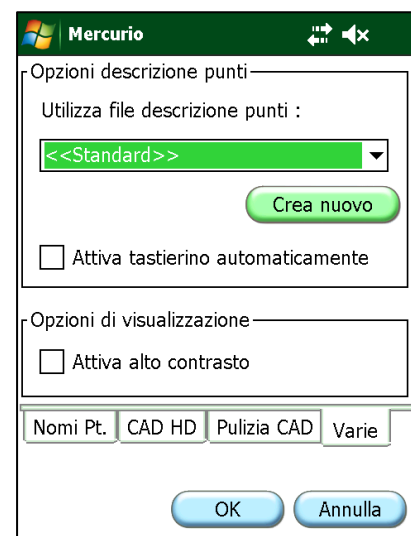 Mercurio
Opzioni descrizione punti
Utilizza file descrizione punti :
<<Standard>>
Crea nuovo
Attiva tastierino automaticamente
Opzioni di visualizzazione
Attiva alto contrasto
Nomi Pt. CAD HD Pulizia CAD Varie
OK Annulla